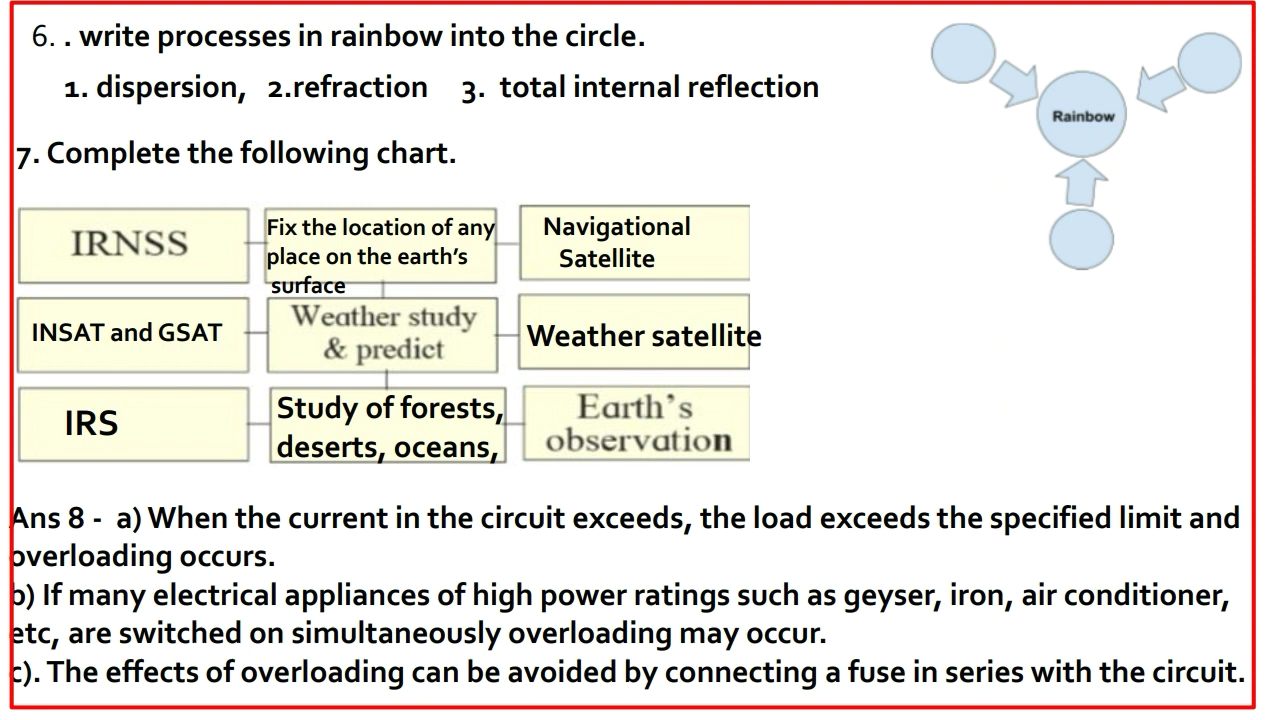 6. . write processes in rainbow into the circle.
1. dispersion, 2.refraction 3. total internal reflection
Rainbow
7. Complete the following chart.
IRNSS
Fix the location of any
place on the earth's
surface
Navigational
Satellite
INSAT and GSAT
Weather study
& predict
Weather satellite
IRS
Study of forests,
deserts, oceans,
Earth's
observation
Ans 8 - a) When the current in the circuit exceeds, the load exceeds the specified limit and
overloading occurs.
b) If many electrical appliances of high power ratings such as geyser, iron, air conditioner,
etc, are switched on simultaneously overloading may occur.
c). The effects of overloading can be avoided by connecting a fuse in series with the circuit.